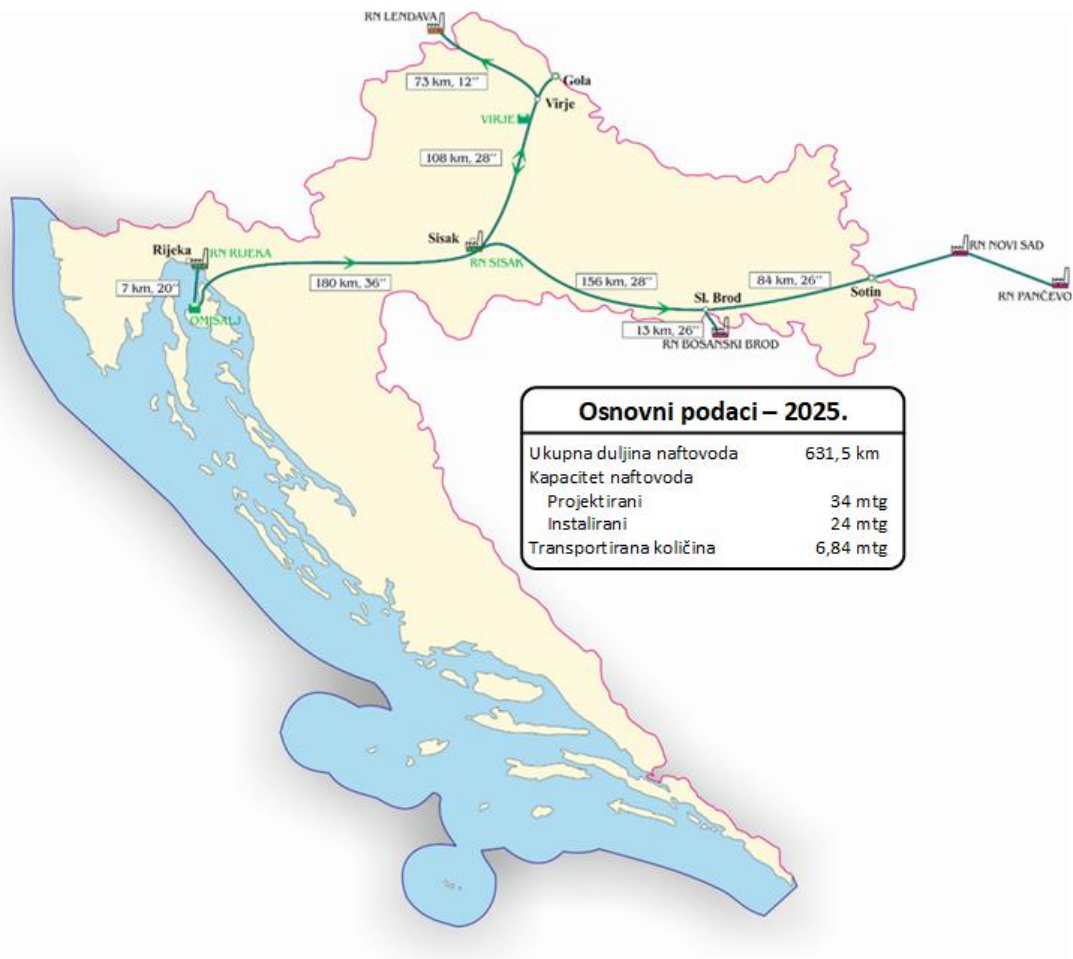 RN LENDAVA
73 km, 12’’
Gola
Virje
VIRJE
108 km, 28’’
Sisak
RN SISAK
Rijeka
RN RIJEKA
7 km, 20’’
OMIŠALJ
180 km, 36’’
156 km, 28’’
Sl. Brod
13 km, 26’’
RN BOSANSKI BROD
84 km, 26’’
Sotin
RN NOVI SAD
RN PANČEVO
Osnovni podaci – 2025.
Ukupna duljina naftovoda 631,5 km
Kapacitet naftovoda
Projektirani 34 mtg
Instalirani 24 mtg
Transportirana količina 6,84 mtg